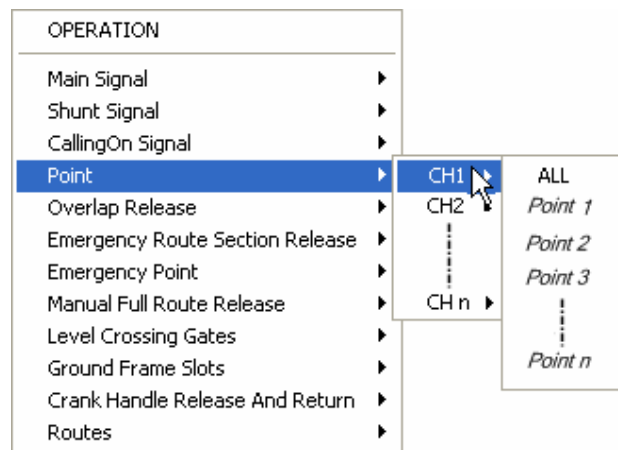 OPERATION
Main Signal
Shunt Signal
CallingOn Signal
Point
Overlap Release
Emergency Route Section Release
Emergency Point
Manual Full Route Release
Level Crossing Gates
Ground Frame Slots
Crank Handle Release And Return
Routes
CH1
CH2
CH n
ALL
Point 1
Point 2
Point 3
Point n